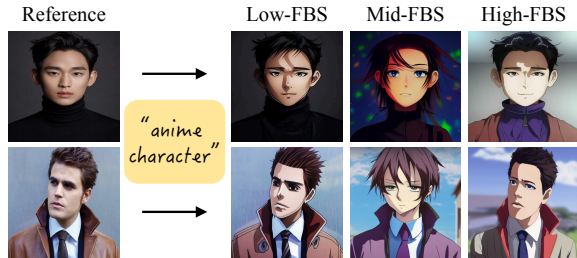 Reference
Low-FBS
Mid-FBS
High-FBS
"anime
character"